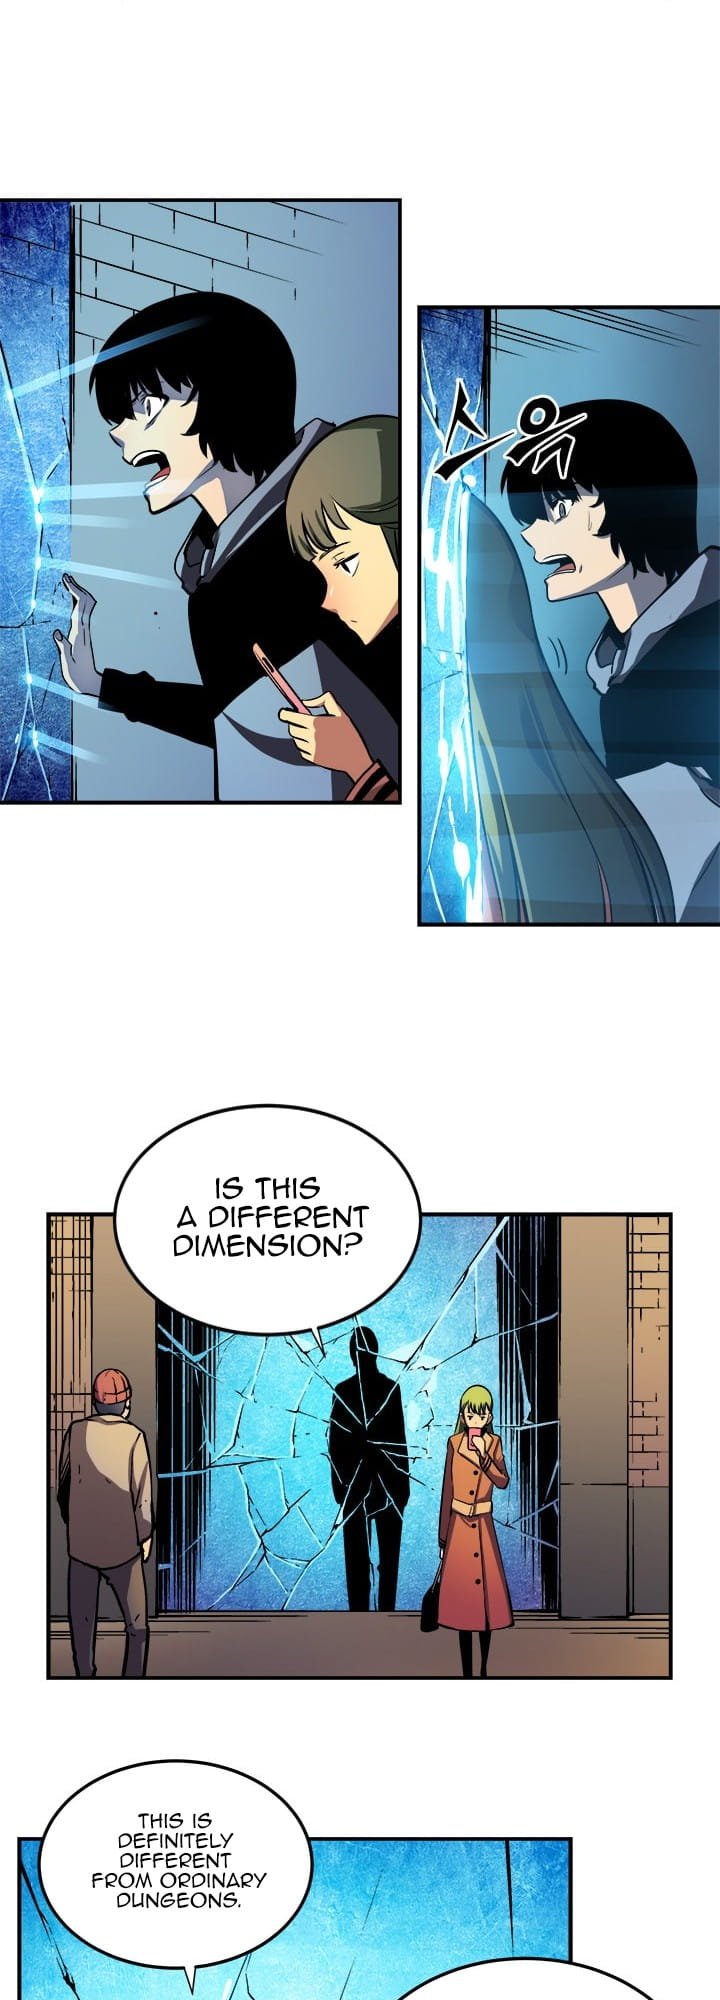 스윽
IS THIS
A DIFFERENT
DIMENSION?
THIS IS
DEFINITELY
DIFFERENT
FROM ORDINARY
DUNGEONS.